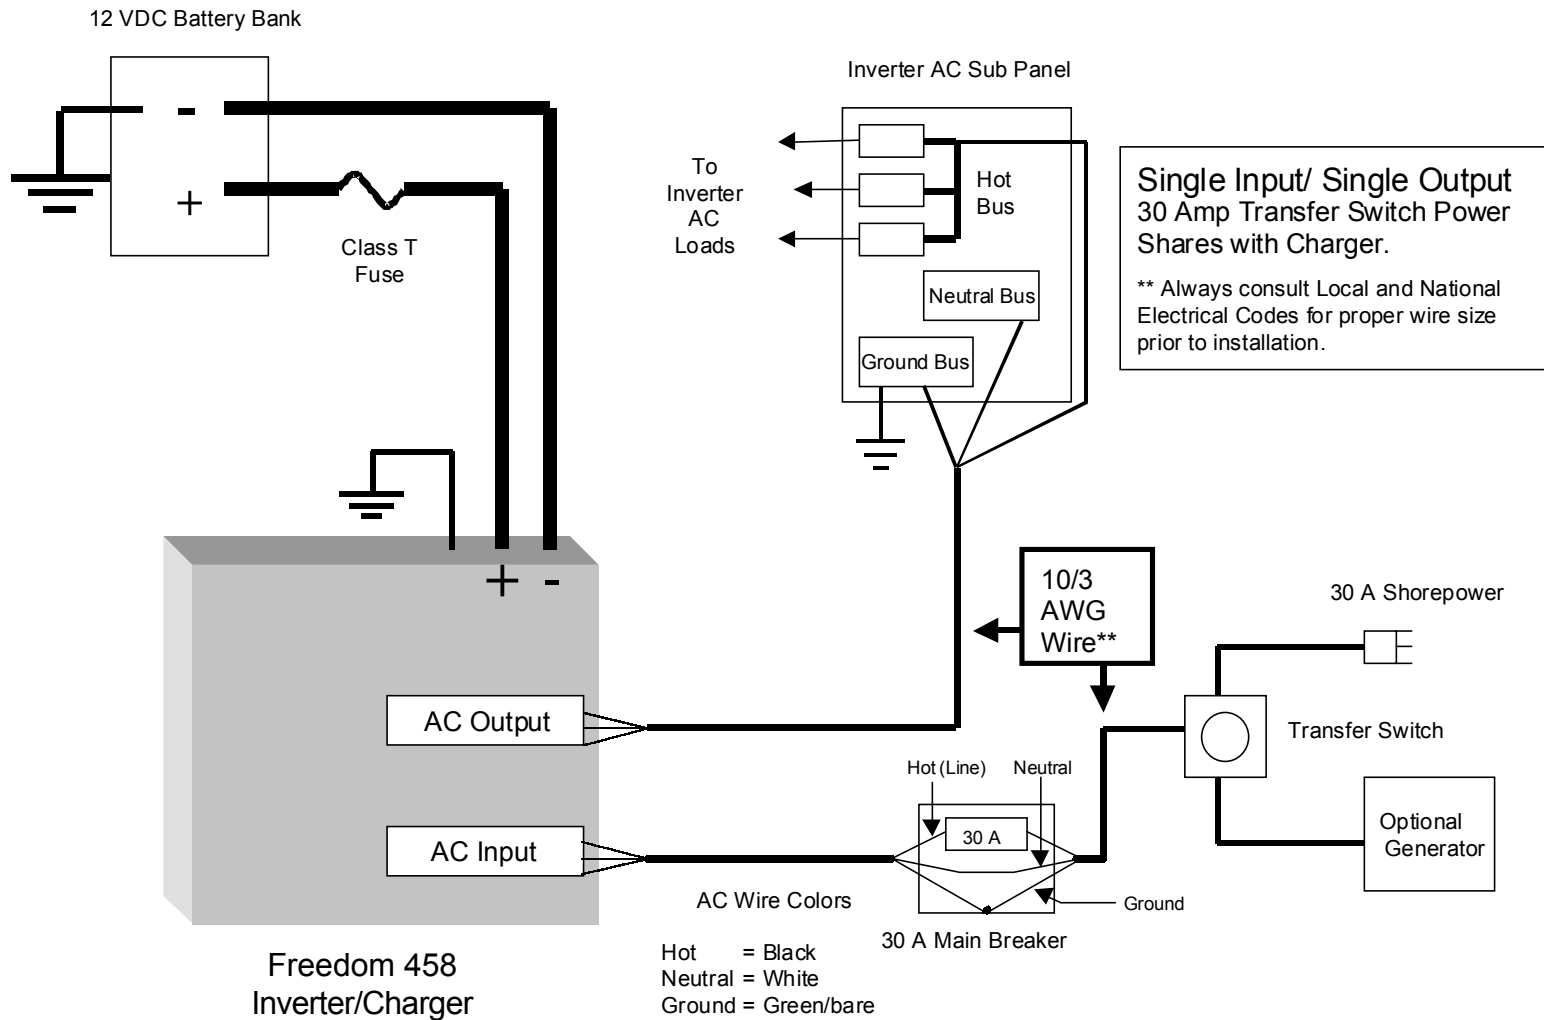 12 VDC Battery Bank
-
+
Class T
Fuse
Inverter AC Sub Panel
To
Inverter
AC
Loads
Hot
Bus
Neutral Bus
Ground Bus
Single Input/ Single Output
30 Amp Transfer Switch Power
Shares with Charger.
** Always consult Local and National
Electrical Codes for proper wire size
prior to installation.
+ -
10/3
AWG
Wire**
30 A Shorepower
Transfer Switch
Optional
Generator
AC Output
AC Input
Hot (Line)
Neutral
30 A
Ground
30 A Main Breaker
AC Wire Colors
Hot = Black
Neutral = White
Ground = Green/bare
Freedom 458
Inverter/Charger